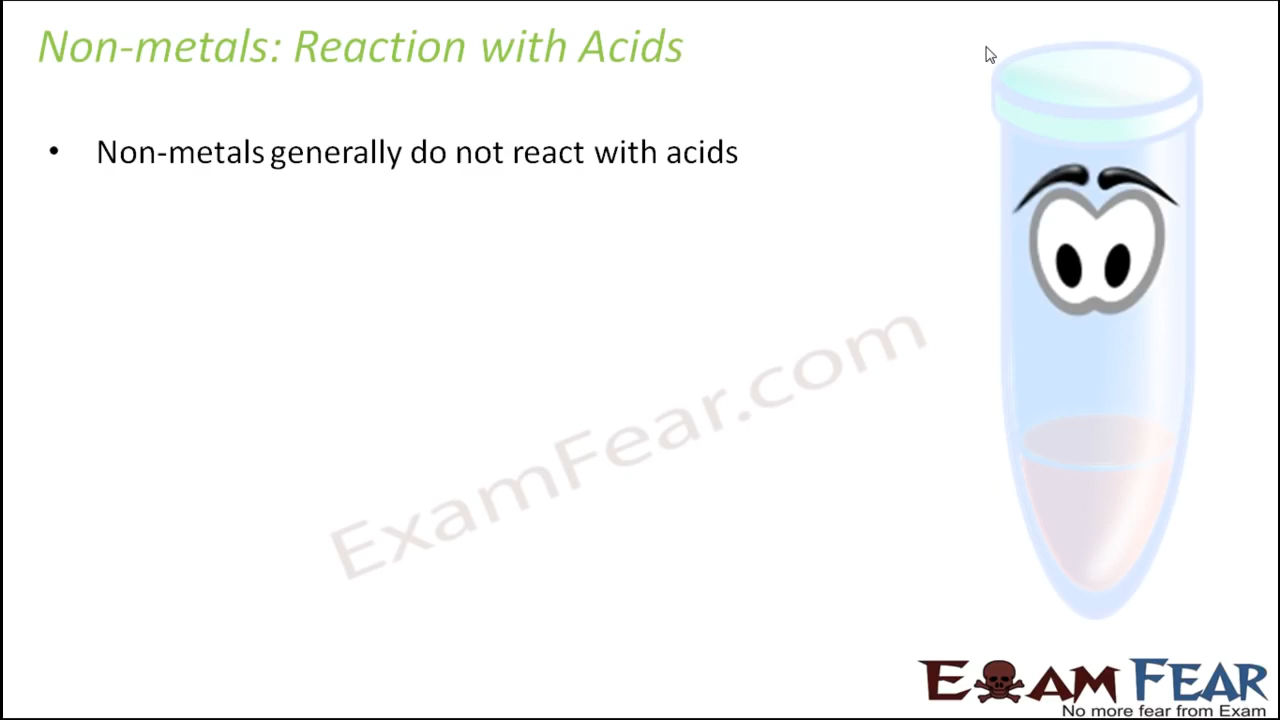 Non-metals: Reaction with Acids
• Non-metals generally do not react with acids
ExamFear.com
EXAM FEAR
No more fear from Exam